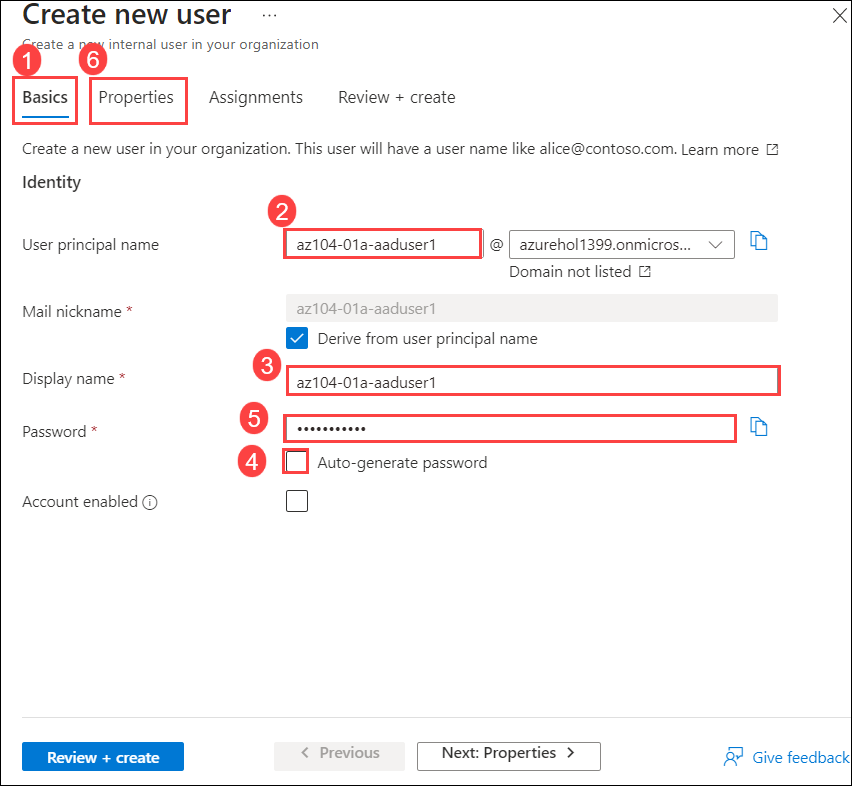 Create new user ...
Create a new internal user in your organization
1 6
Basics Properties Assignments Review + create
Create a new user in your organization. This user will have a user name like alice@contoso.com. Learn more
Identity
2
User principal name az104-01a-aaduser1 @ azurehol1399.onmicros...
Domain not listed
Mail nickname * az104-01a-aaduser1
Derive from user principal name
3
Display name * az104-01a-aaduser1
5
Password * •••••••••••
4 Auto-generate password
Account enabled
Review + create < Previous Next: Properties > Give feedback